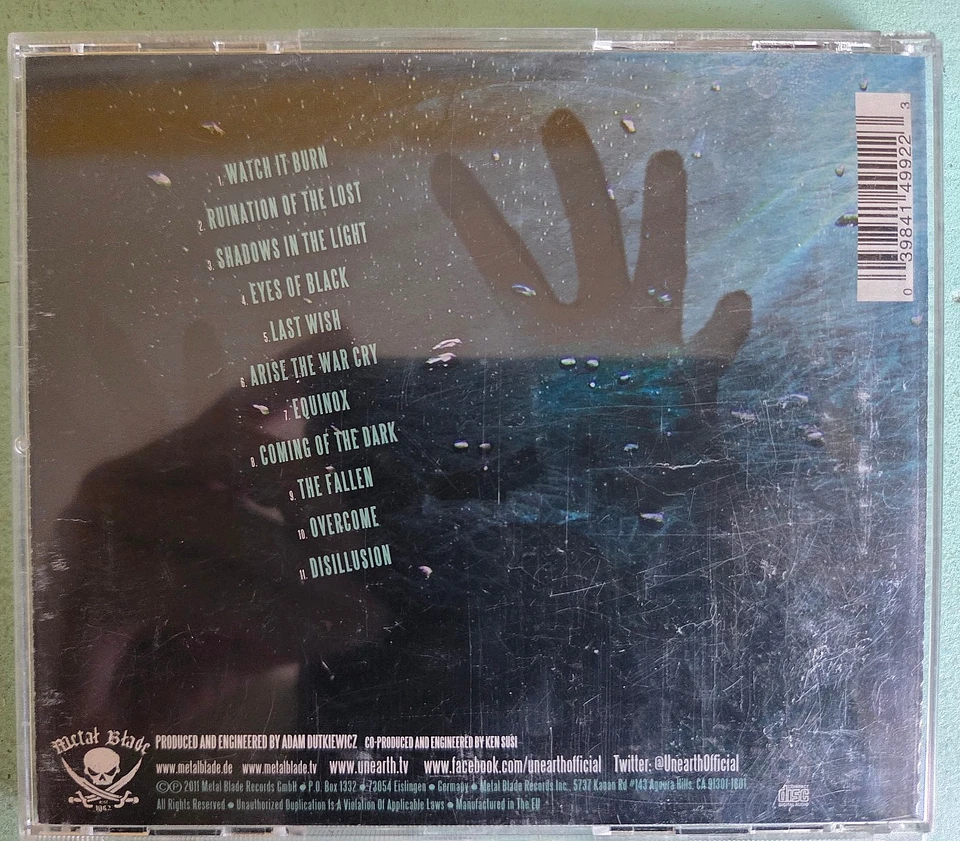 1. WATCH IT BURN
2. RUINATION OF THE LOST
3. SHADOWS IN THE LIGHT
4. EYES OF BLACK
5. LAST WISH
6. ARISE THE WAR CRY
7. EQUINOX
8. COMING OF THE DARK
9. THE FALLEN
10. OVERCOME
11. DISILLUSION
0 39841 49922 3
Metal Blade
PRODUCED AND ENGINEERED BY ADAM DUTKIEWICZ CO-PRODUCED AND ENGINEERED BY KEN SUSI
www.metalblade.de www.metalblade.tv www.unearth.tv www.facebook.com/unearthofficial Twitter: @UnearthOfficial
©℗ 2011 Metal Blade Records GmbH • P.O. Box 1332 • 73054 Eislingen • Germany • Metal Blade Records Inc. 5737 Kanan Rd #143 Agoura Hills, CA 91301-1601
All Rights Reserved • Unauthorized Duplication Is A Violation Of Applicable Laws • Manufactured in The EU
COMPACT
disc
DIGITAL AUDIO